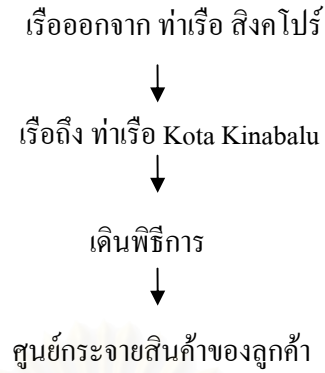 เรือออกจาก ท่าเรือ สิงคโปร์
เรือถึง ท่าเรือ Kota Kinabalu
เดินพิธีการ
ศูนย์กระจายสินค้าของลูกค้า